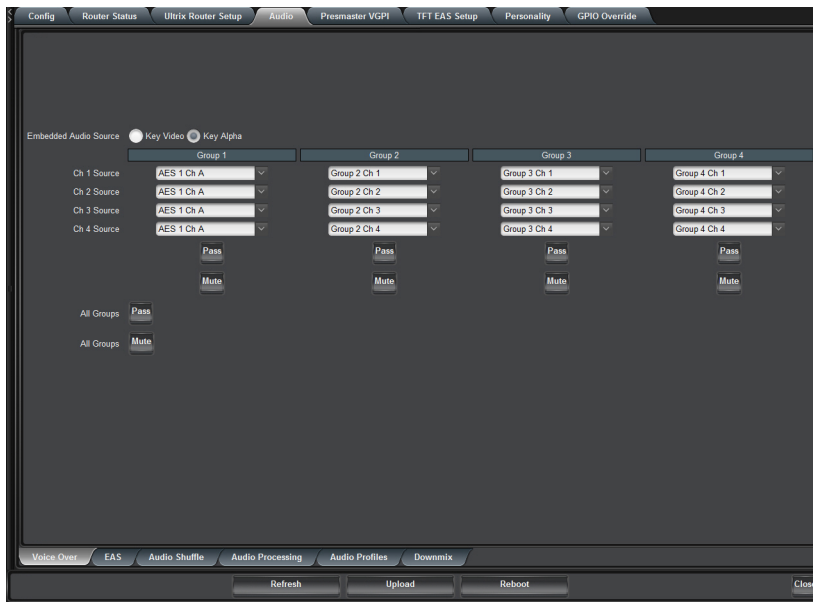 Config Router Status Ultrix Router Setup Audio Presmaster VGPI TFT EAS Setup Personality GPIO Override
Embedded Audio Source Key Video Key Alpha
Group 1 Group 2 Group 3 Group 4
Ch 1 Source AES 1 Ch A Group 2 Ch 1 Group 3 Ch 1 Group 4 Ch 1
Ch 2 Source AES 1 Ch A Group 2 Ch 2 Group 3 Ch 2 Group 4 Ch 2
Ch 3 Source AES 1 Ch A Group 2 Ch 3 Group 3 Ch 3 Group 4 Ch 3
Ch 4 Source AES 1 Ch A Group 2 Ch 4 Group 3 Ch 4 Group 4 Ch 4
Pass Pass Pass Pass
Mute Mute Mute Mute
All Groups Pass
All Groups Mute
Voice Over EAS Audio Shuffle Audio Processing Audio Profiles Downmix
Refresh Upload Reboot Close